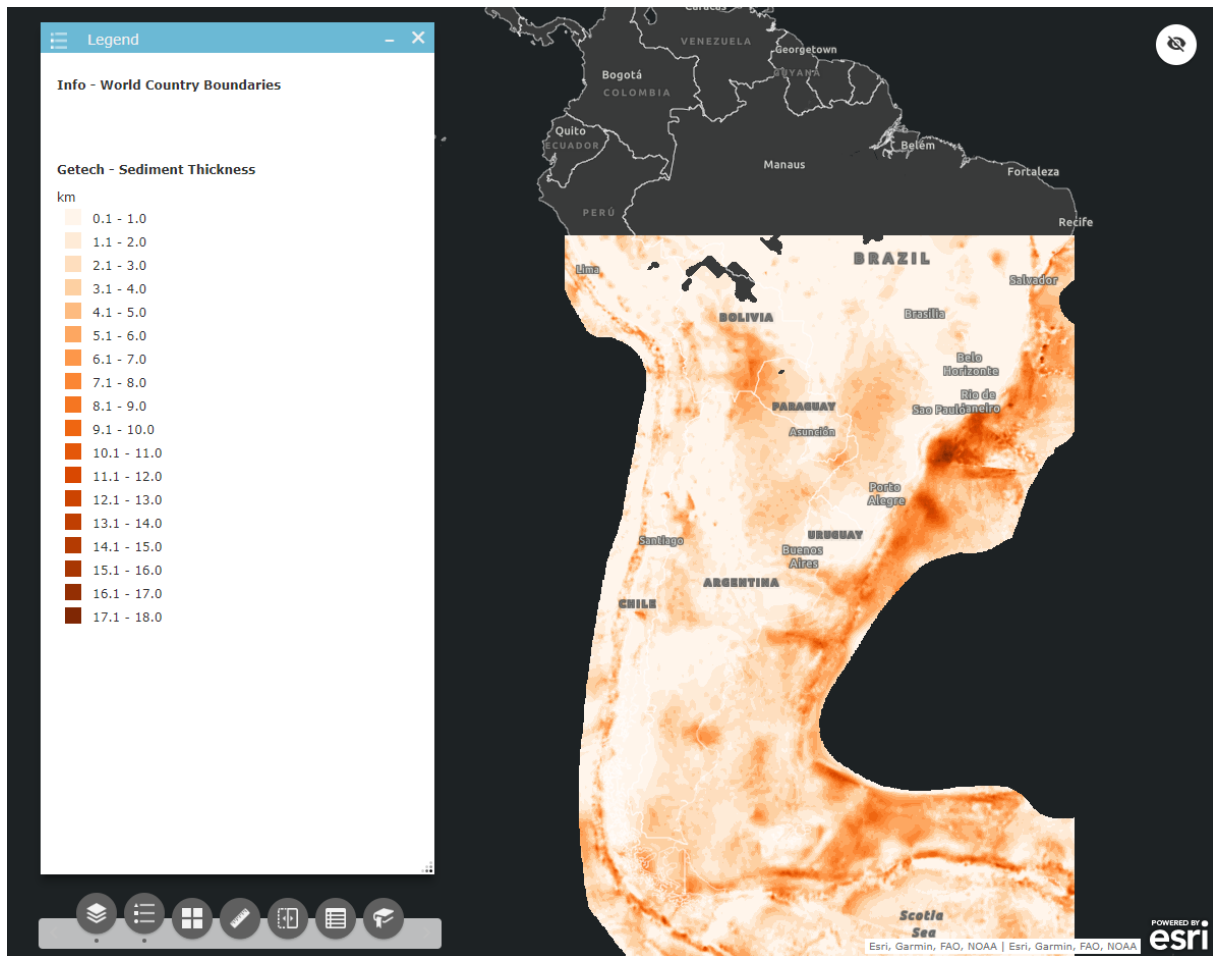 Legend
Info - World Country Boundaries
Getech - Sediment Thickness
km
0.1 - 1.0
1.1 - 2.0
2.1 - 3.0
3.1 - 4.0
4.1 - 5.0
5.1 - 6.0
6.1 - 7.0
7.1 - 8.0
8.1 - 9.0
9.1 - 10.0
10.1 - 11.0
11.1 - 12.0
12.1 - 13.0
13.1 - 14.0
14.1 - 15.0
15.1 - 16.0
16.1 - 17.0
17.1 - 18.0
Caracas
VENEZUELA
Georgetown
GUYANA
Bogotá
COLOMBIA
Quito
ECUADOR
Belém
Manaus
Fortaleza
PERÚ
Recife
BRAZIL
Lima
Salvador
BOLIVIA
Brasília
Belo
Horizonte
Rio de
Janeiro
Sao Paulo
PARAGUAY
Asunción
Porto
Alegre
URUGUAY
Santiago
Buenos
Aires
ARGENTINA
CHILE
Scotia
Sea
Esri, Garmin, FAO, NOAA | Esri, Garmin, FAO, NOAA
POWERED BY
esri